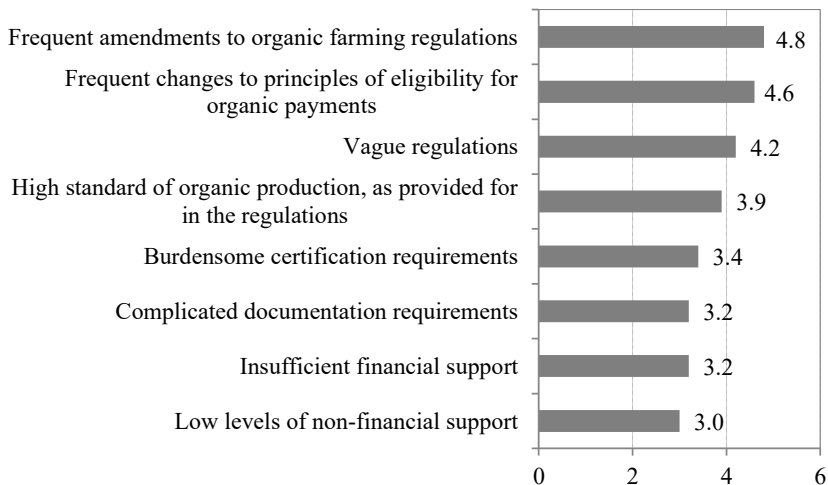 Frequent amendments to organic farming regulations
4.8
Frequent changes to principles of eligibility for
organic payments
4.6
Vague regulations
4.2
High standard of organic production, as provided for
in the regulations
3.9
Burdensome certification requirements
3.4
Complicated documentation requirements
3.2
Insufficient financial support
3.2
Low levels of non-financial support
3.0
0 2 4 6